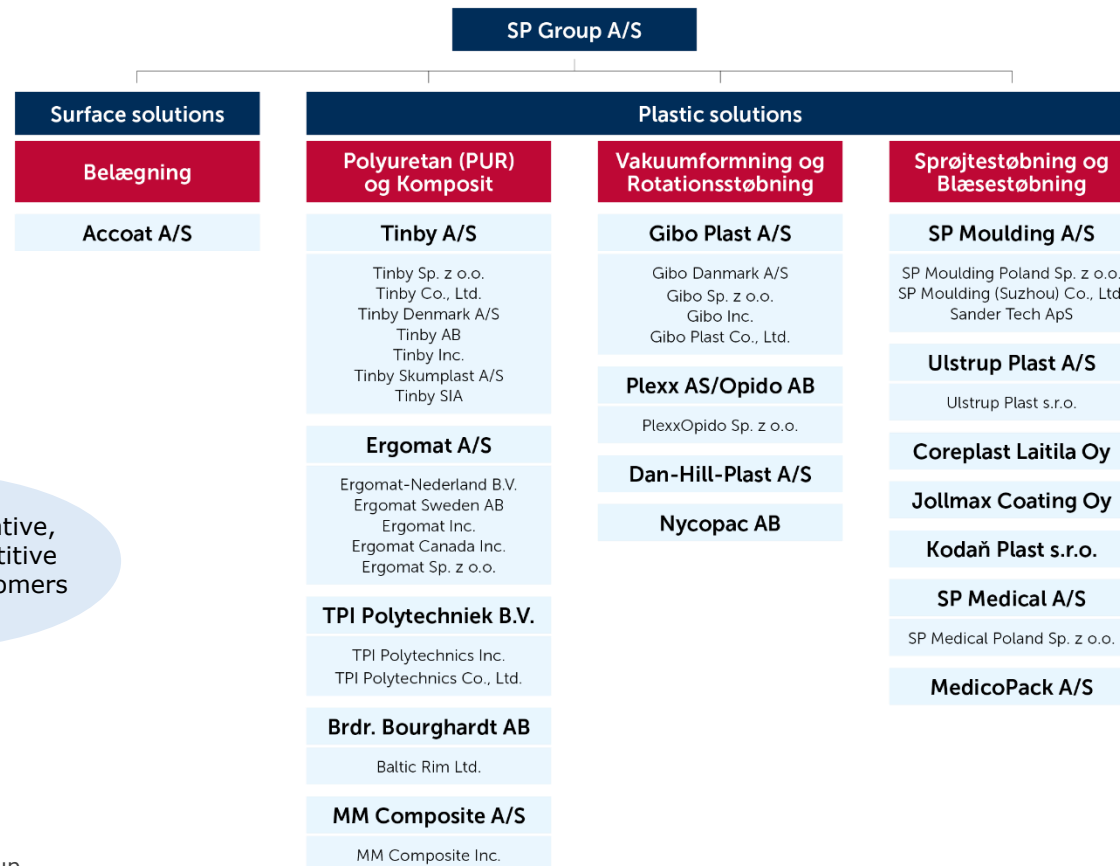 SP Group A/S
Surface solutions
Plastic solutions
Belægning
Accoat A/S
Polyuretan (PUR)
og Komposit
Tinby A/S
Tinby Sp. z o.o.
Tinby Co., Ltd.
Tinby Denmark A/S
Tinby AB
Tinby Inc.
Tinby Skumplast A/S
Tinby SIA
Ergomat A/S
Ergomat-Nederland B.V.
Ergomat Sweden AB
Ergomat Inc.
Ergomat Canada Inc.
Ergomat Sp. z o.o.
TPI Polytechniek B.V.
TPI Polytechnics Inc.
TPI Polytechnics Co., Ltd.
Brdr. Bourghardt AB
Baltic Rim Ltd.
MM Composite A/S
MM Composite Inc.
Vakuumformning og
Rotationsstøbning
Gibo Plast A/S
Gibo Danmark A/S
Gibo Sp. z o.o.
Gibo Inc.
Gibo Plast Co., Ltd.
Plexx AS/Opido AB
PlexxOpido Sp. z o.o.
Dan-Hill-Plast A/S
Nycopac AB
Sprøjtestøbning og
Blæsestøbning
SP Moulding A/S
SP Moulding Poland Sp. z o.o.
SP Moulding (Suzhou) Co., Ltd
Sander Tech ApS
Ulstrup Plast A/S
Ulstrup Plast s.r.o.
Coreplast Laitila Oy
Jollmax Coating Oy
Kodaň Plast s.r.o.
SP Medical A/S
SP Medical Poland Sp. z o.o.
MedicoPack A/S